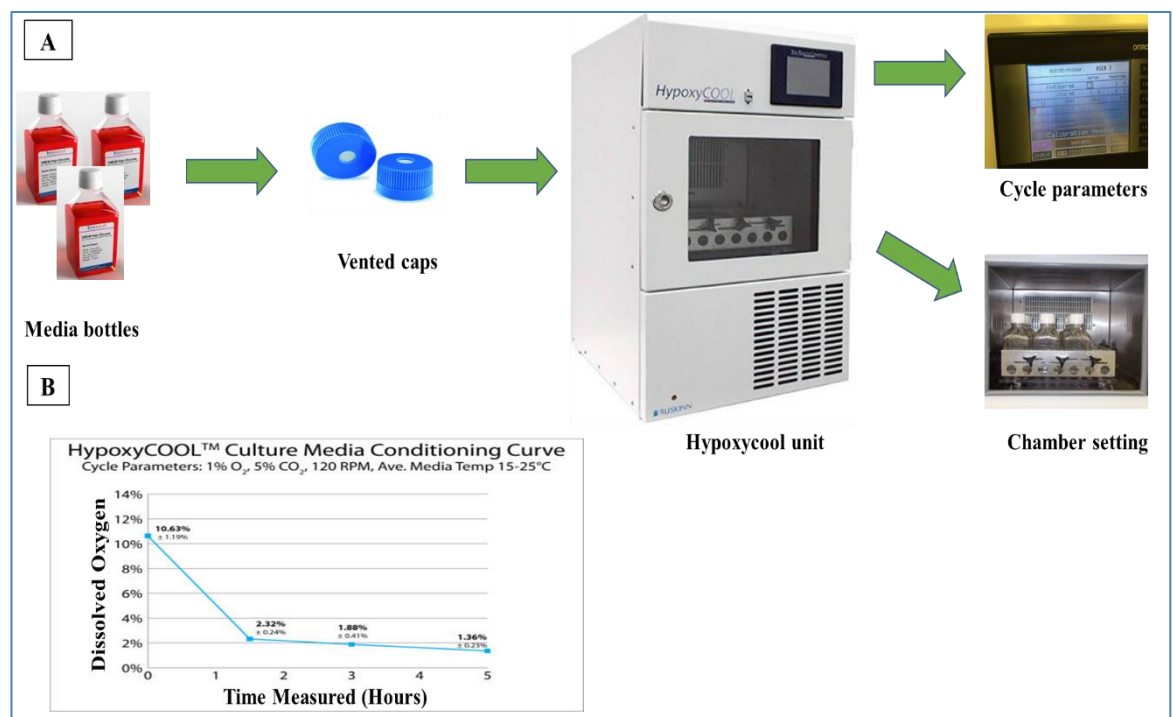 A
HypoxyCOOL
RUSKINN
OMRO
USER
Calibration
Media bottles
Vented caps
Hypoxycool unit
Cycle parameters
Chamber setting
B
HypoxyCOOL™ Culture Media Conditioning Curve
Cycle Parameters: 1% O₂, 5% CO₂, 120 RPM, Ave. Media Temp 15-25°C
Dissolved Oxygen
14%
12%
10%
8%
6%
4%
2%
0%
10.63%
± 1.19%
2.32%
± 0.24%
1.88%
± 0.41%
1.36%
± 0.23%
0 1 2 3 4 5
Time Measured (Hours)